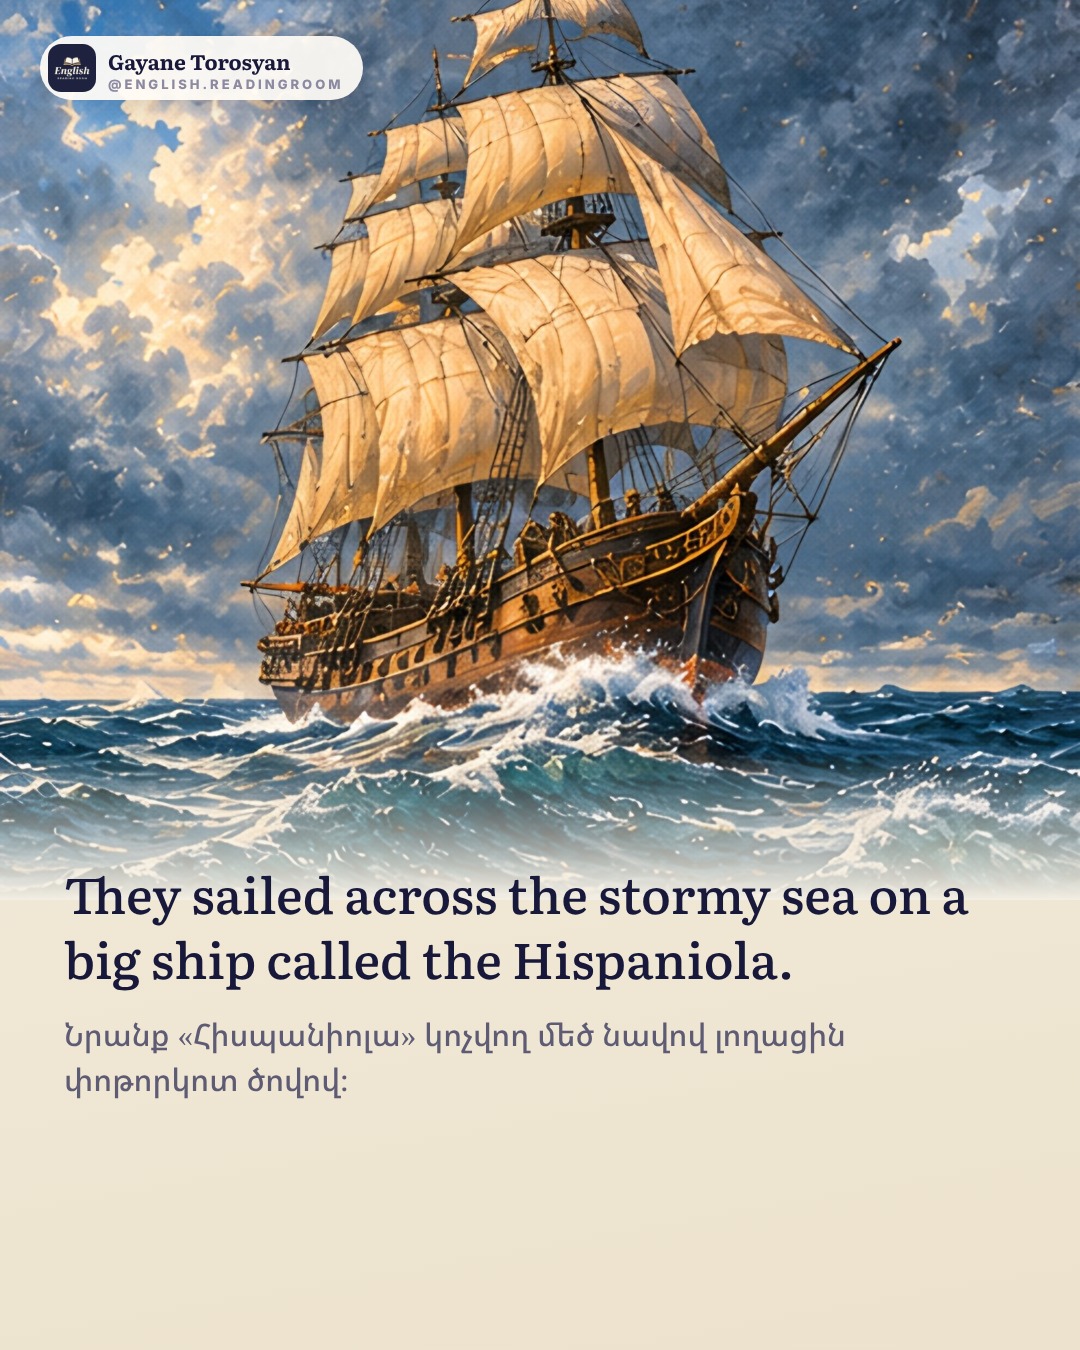 English
Gayane Torosyan
@ENGLISH.READINGROOM
They sailed across the stormy sea on a
big ship called the Hispaniola.
Նրանք «Հիսպանիոլա» կոչվող մեծ նավով լողացին
փոթորկոտ ծովով: